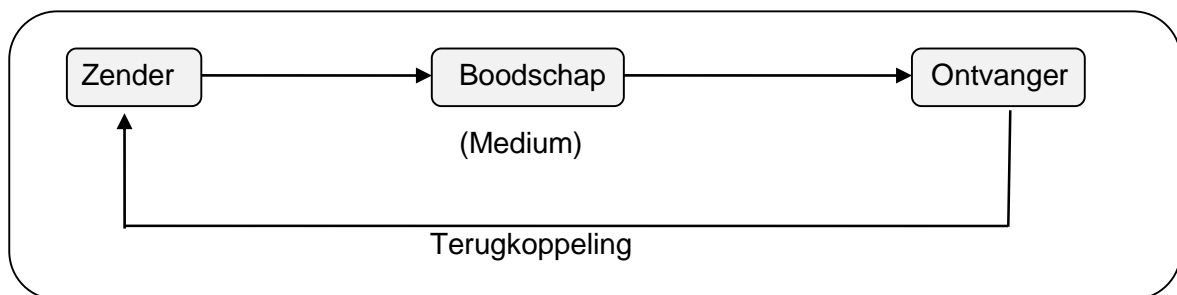 Zender
Boodschap
Ontvanger
(Medium)
Terugkoppeling